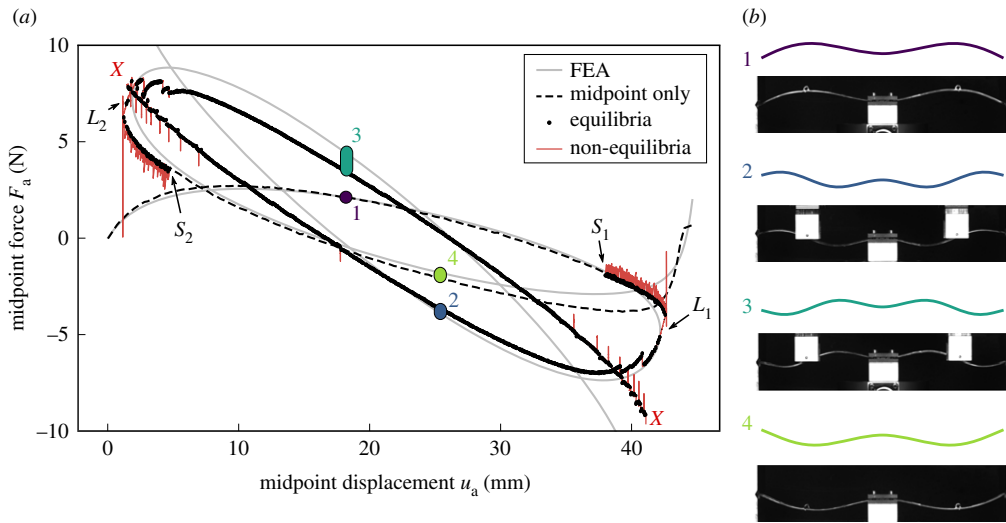 (a)
(b)
10
5
0
−5
−10
midpoint force Fa (N)
0
10
20
30
40
midpoint displacement ua (mm)
FEA
midpoint only
equilibria
non-equilibria
X
L2
S2
3
1
4
2
S1
L1
X
1
2
3
4